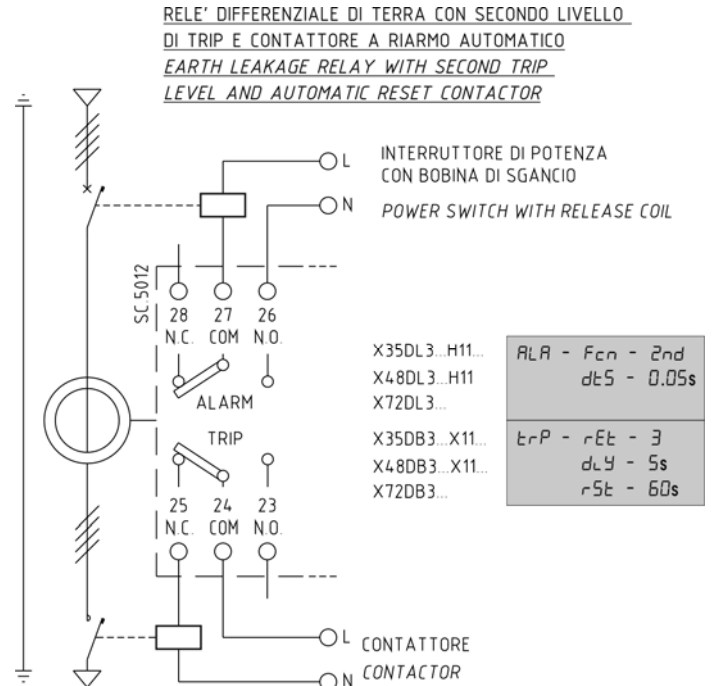 RELE' DIFFERENZIALE DI TERRA CON SECONDO LIVELLO
DI TRIP E CONTATTORE A RIARMO AUTOMATICO
EARTH LEAKAGE RELAY WITH SECOND TRIP
LEVEL AND AUTOMATIC RESET CONTACTOR
L
INTERRUTTORE DI POTENZA
CON BOBINA DI SGANCIO
N
POWER SWITCH WITH RELEASE COIL
SC.5012
28 27 26
N.C. COM N.O.
ALARM
TRIP
25 24 23
N.C. COM N.O.
X35DL3...H11...
X48DL3...H11
X72DL3...
ALA - Fcn - 2nd
dtS - 0.05s
X35DB3...X11...
X48DB3...X11...
X72DB3...
trP - rEt - 3
dLY - 5s
rSt - 60s
L
CONTATTORE
N
CONTACTOR